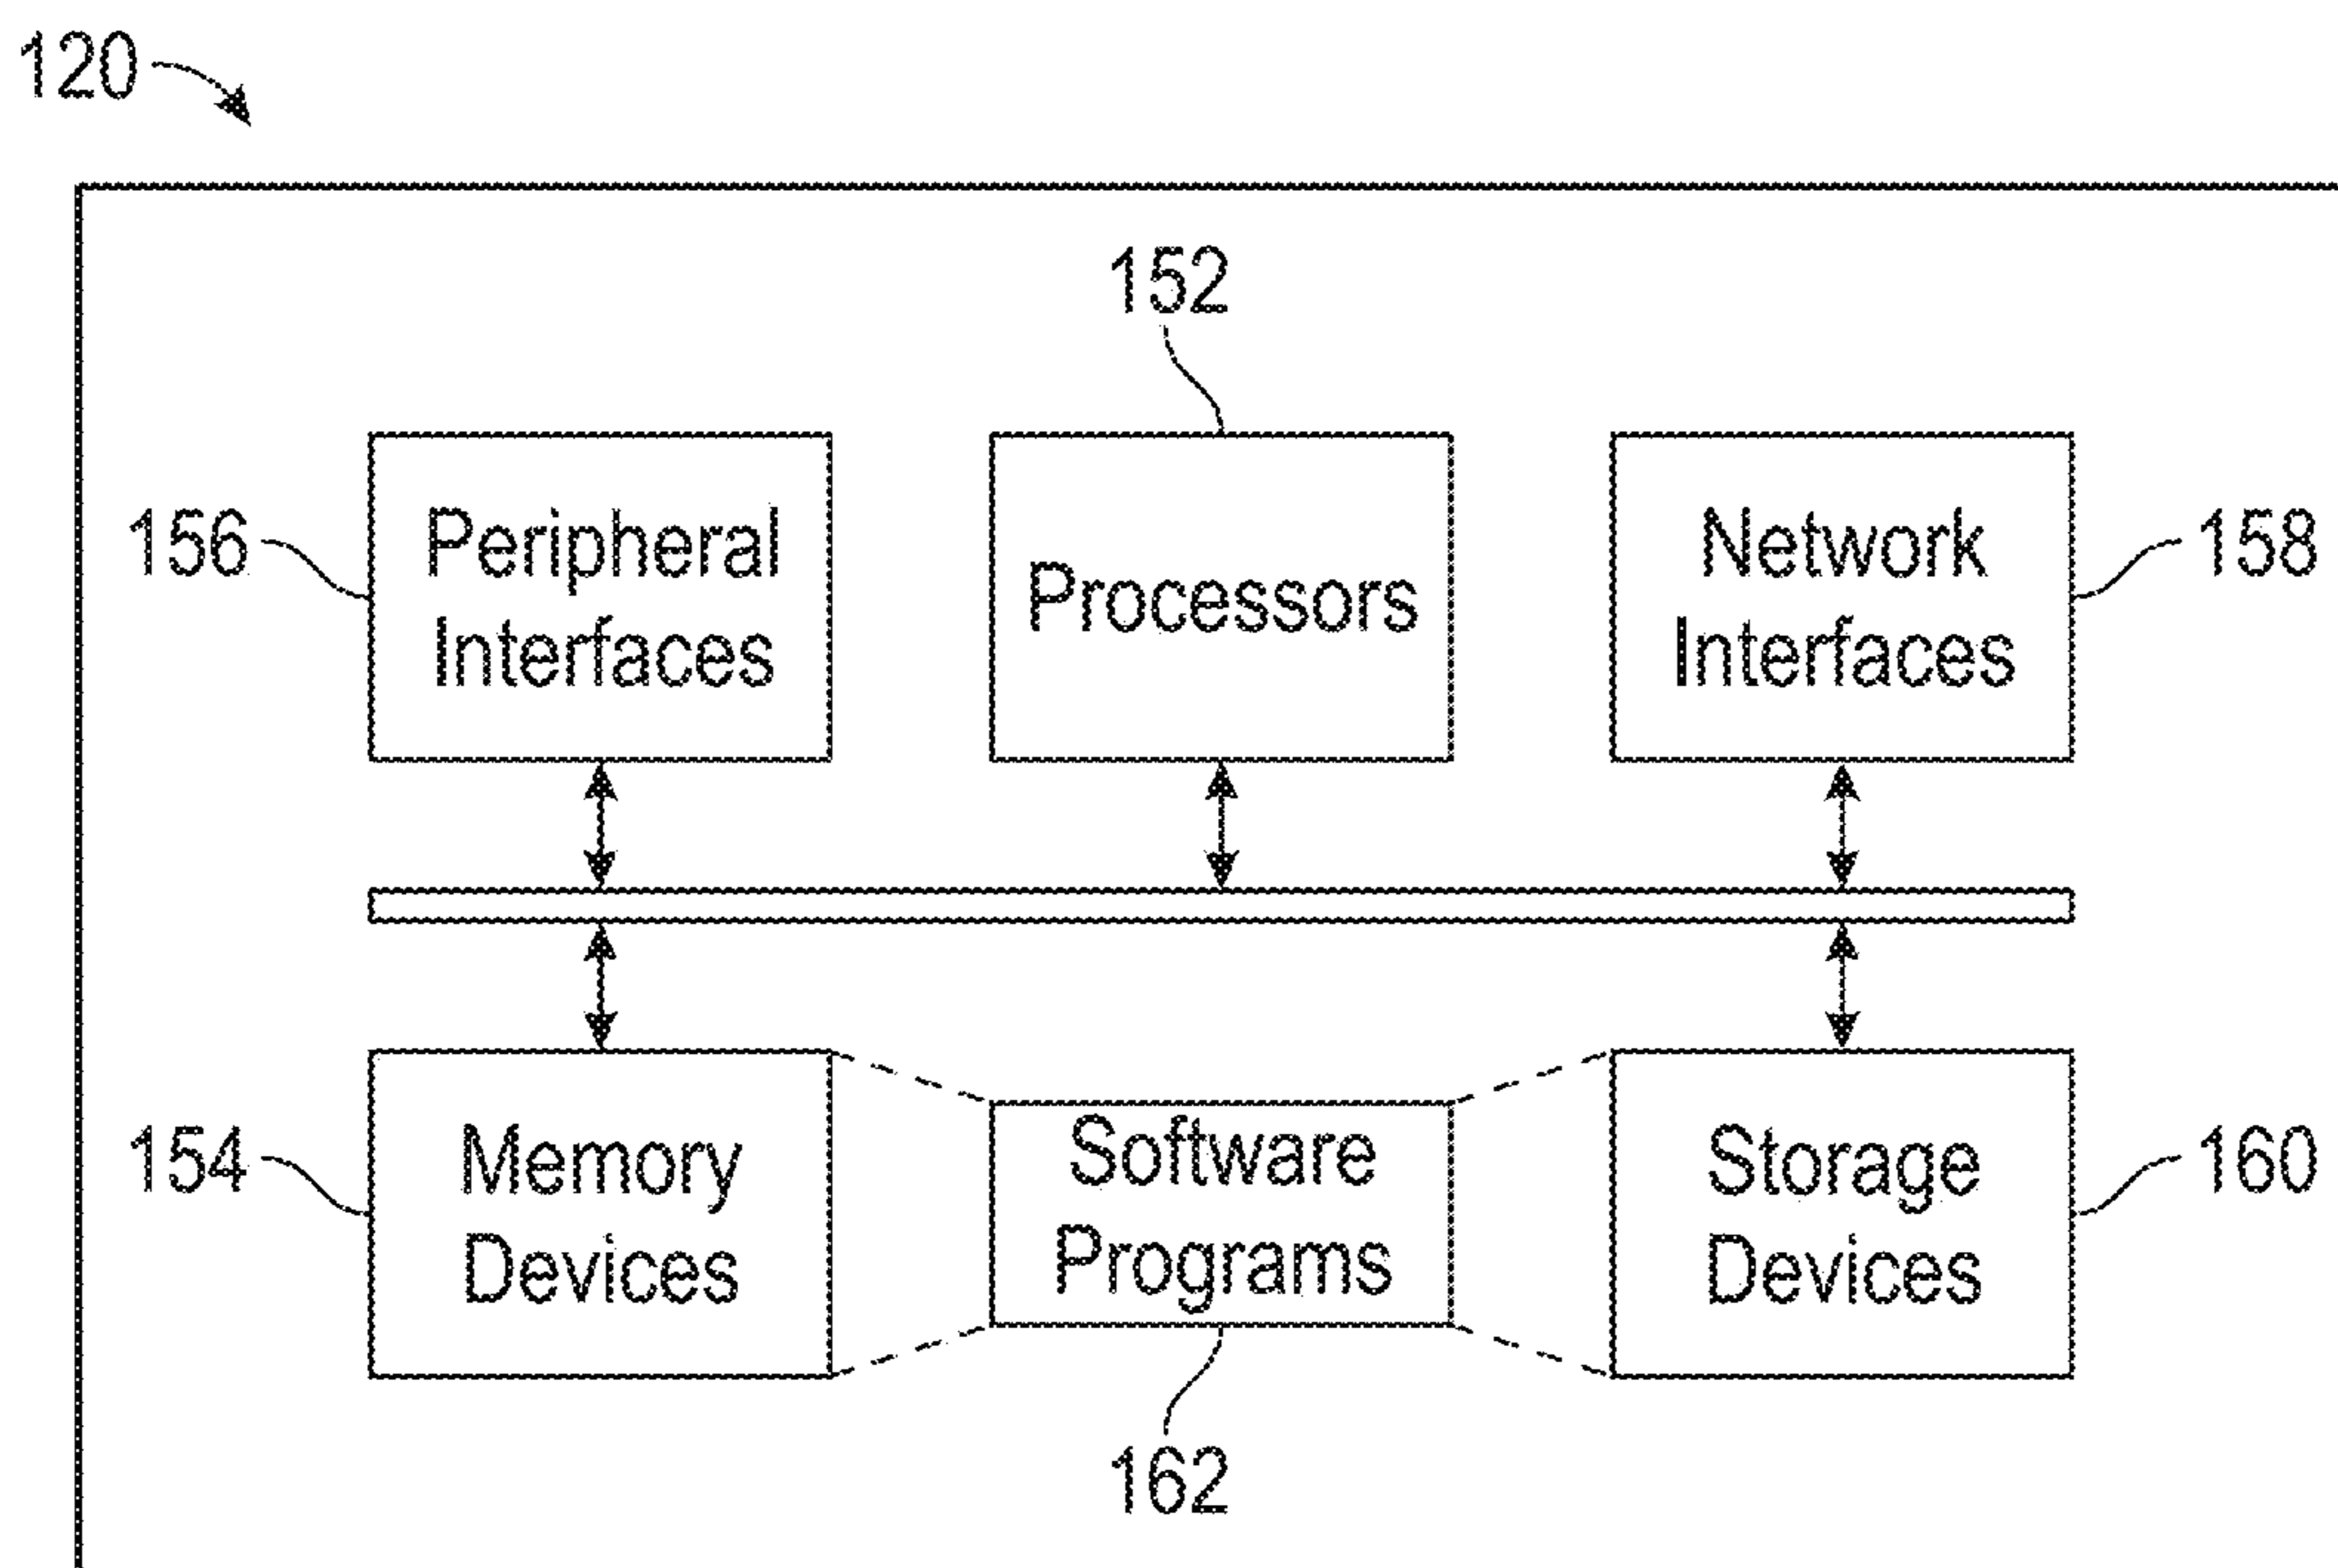 120
152
156
Peripheral
Interfaces
Processors
Network
Interfaces
158
154
Memory
Devices
Software
Programs
Storage
Devices
160
162